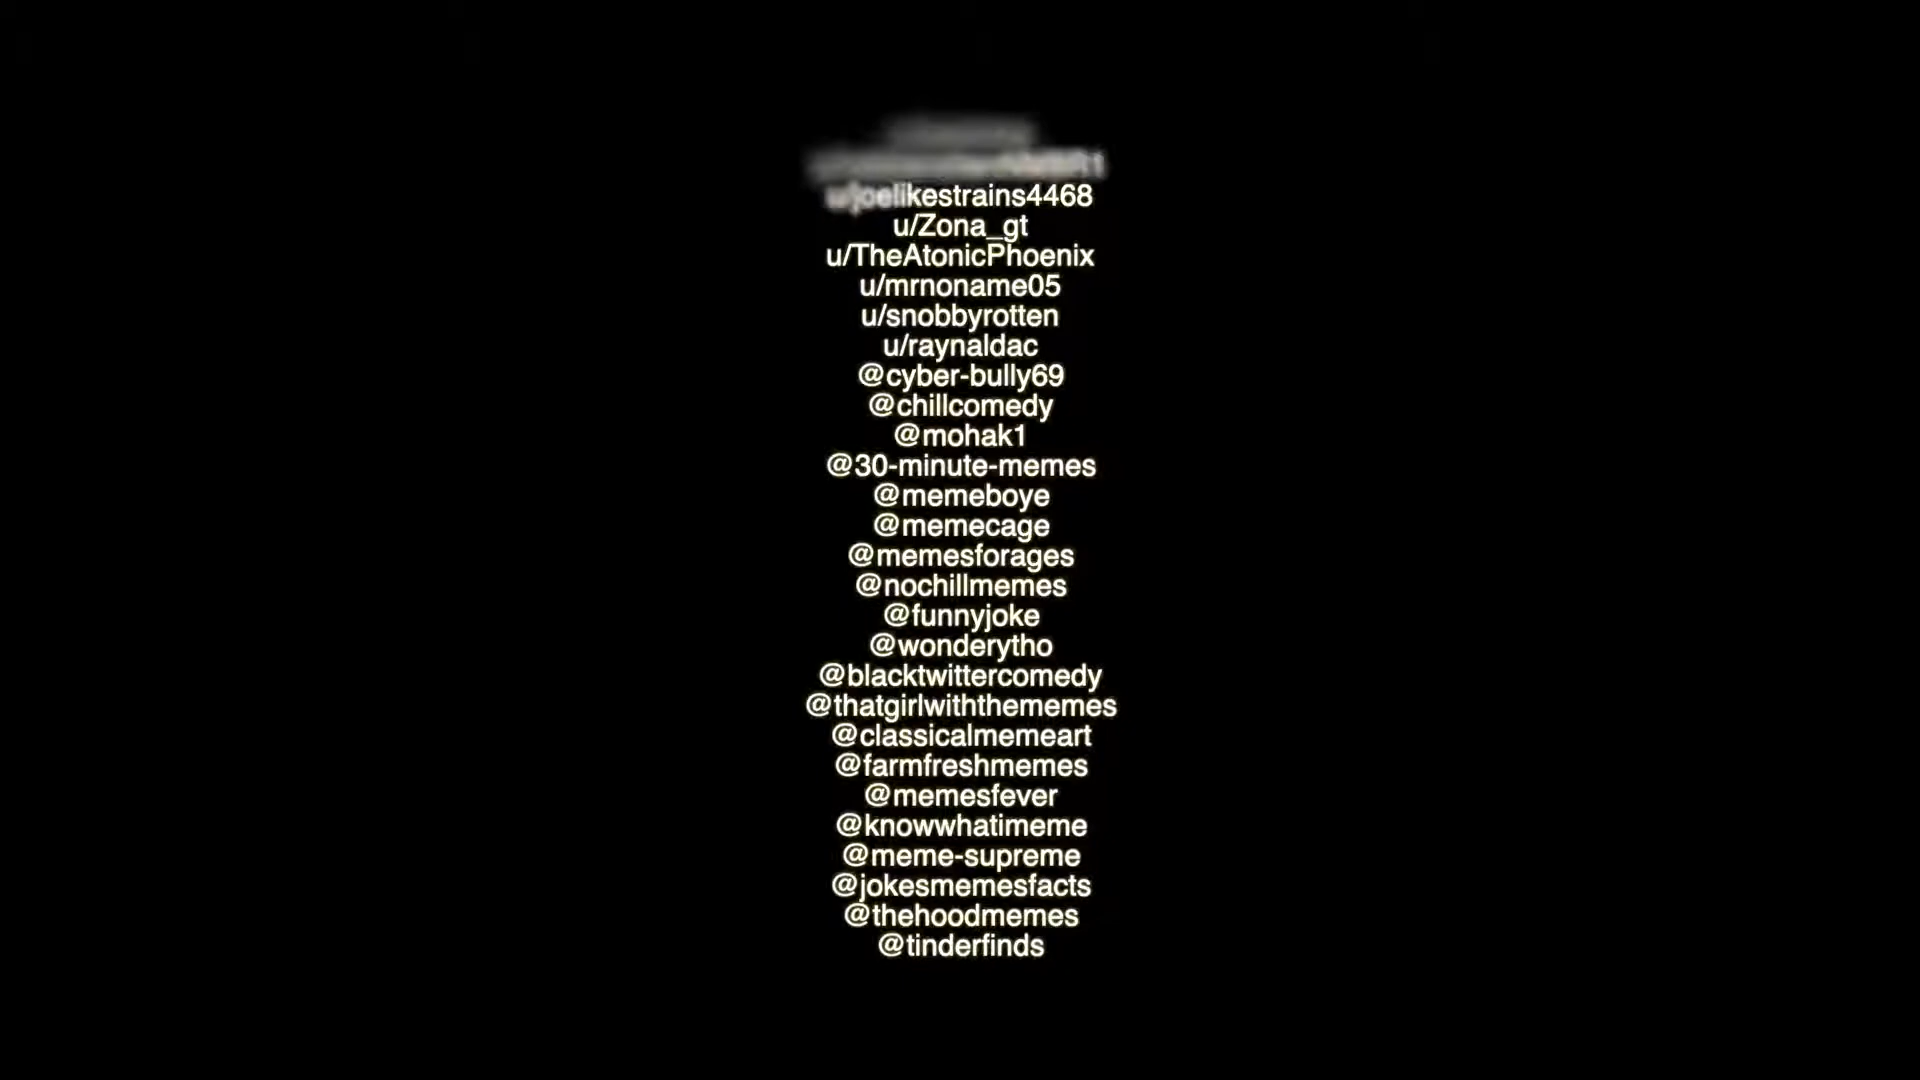 u/joelikestrains4468
u/Zona_gt
u/TheAtonicPhoenix
u/mrnoname05
u/snobbyrotten
u/raynaldac
@cyber-bully69
@chillcomedy
@mohak1
@30-minute-memes
@memeboye
@memecage
@memesforages
@nochillmemes
@funnyjoke
@wonderytho
@blacktwittercomedy
@thatgirlwiththememes
@classicalmemeart
@farmfreshmemes
@memesfever
@knowwhatimeme
@meme-supreme
@jokesmemesfacts
@thehoodmemes
@tinderfinds